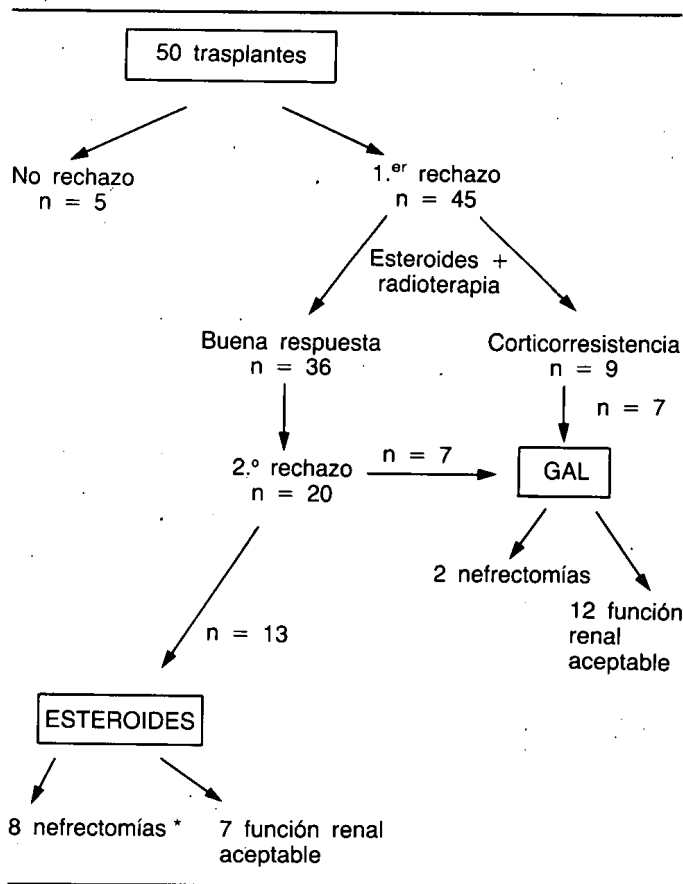 50 trasplantes
No rechazo
n = 5
1.er rechazo
n = 45
Esteroides +
radioterapia
Buena respuesta
n = 36
Corticorresistencia
n = 9
n = 7
2.º rechazo
n = 20
n = 7
GAL
2 nefrectomías
12 función
renal
aceptable
n = 13
ESTEROIDES
8 nefrectomías *
7 función renal
aceptable